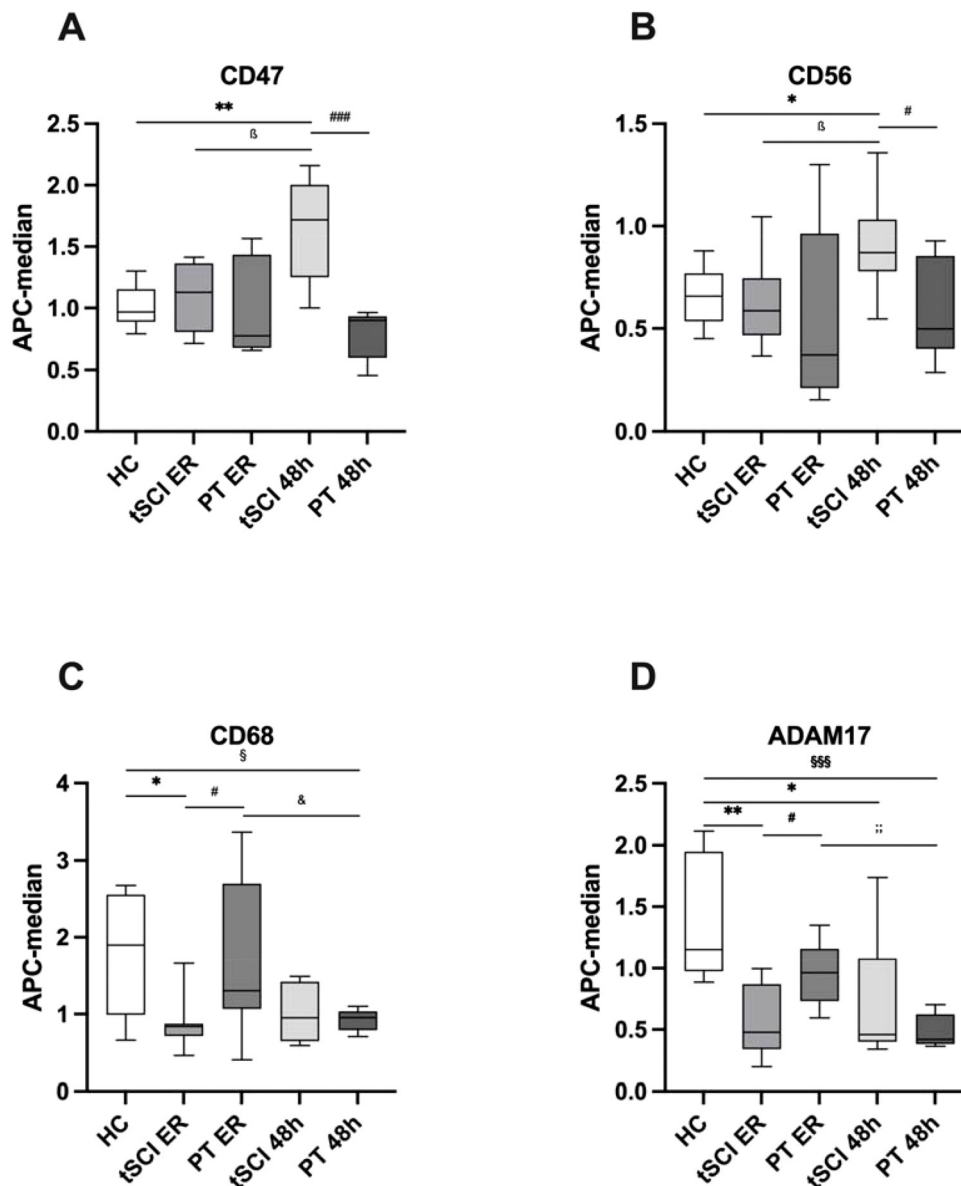 A
CD47
**
###
ß
APC-median
2.5
2.0
1.5
1.0
0.5
0.0
HC
tSCI ER
PT ER
tSCI 48h
PT 48h
B
CD56
*
#
ß
APC-median
1.5
1.0
0.5
0.0
HC
tSCI ER
PT ER
tSCI 48h
PT 48h
C
CD68
§
*
#
&
APC-median
4
3
2
1
0
HC
tSCI ER
PT ER
tSCI 48h
PT 48h
D
ADAM17
§§§
*
**
#
;;
APC-median
2.5
2.0
1.5
1.0
0.5
0.0
HC
tSCI ER
PT ER
tSCI 48h
PT 48h